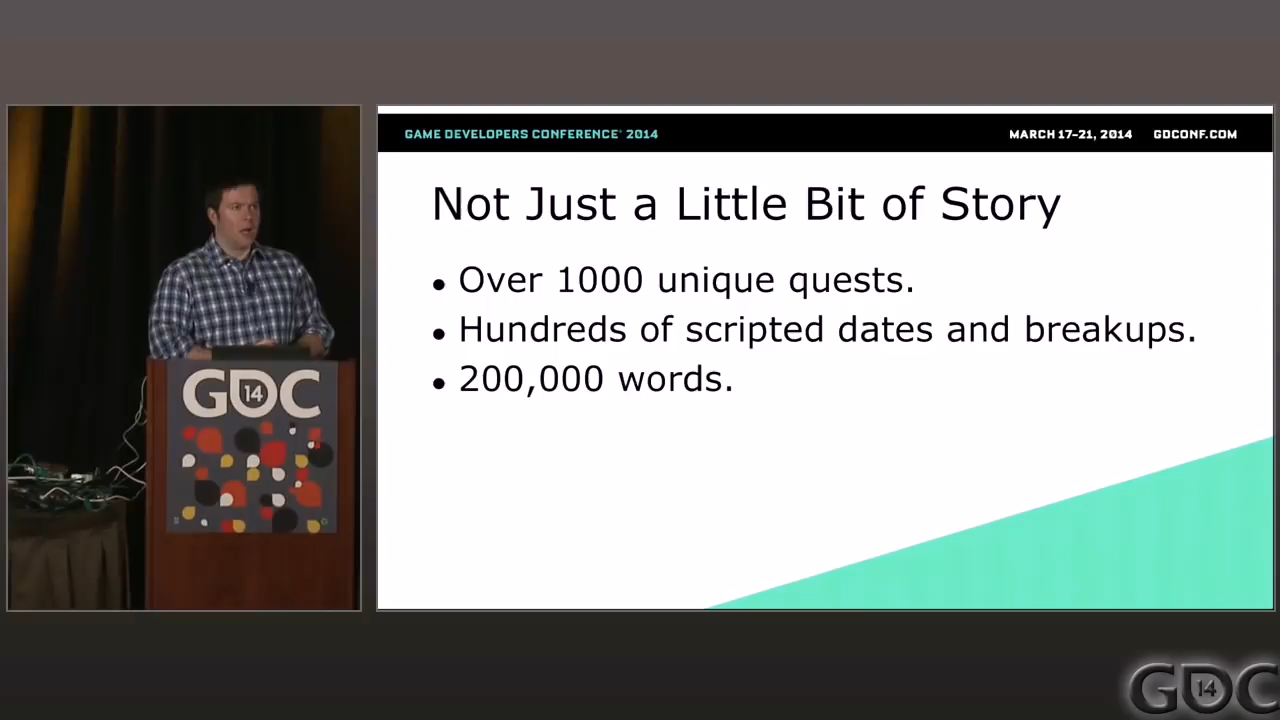 GAME DEVELOPERS CONFERENCE® 2014
MARCH 17-21, 2014 GDCONF.COM
Not Just a Little Bit of Story
• Over 1000 unique quests.
• Hundreds of scripted dates and breakups.
• 200,000 words.
GDC 14
GDC 14